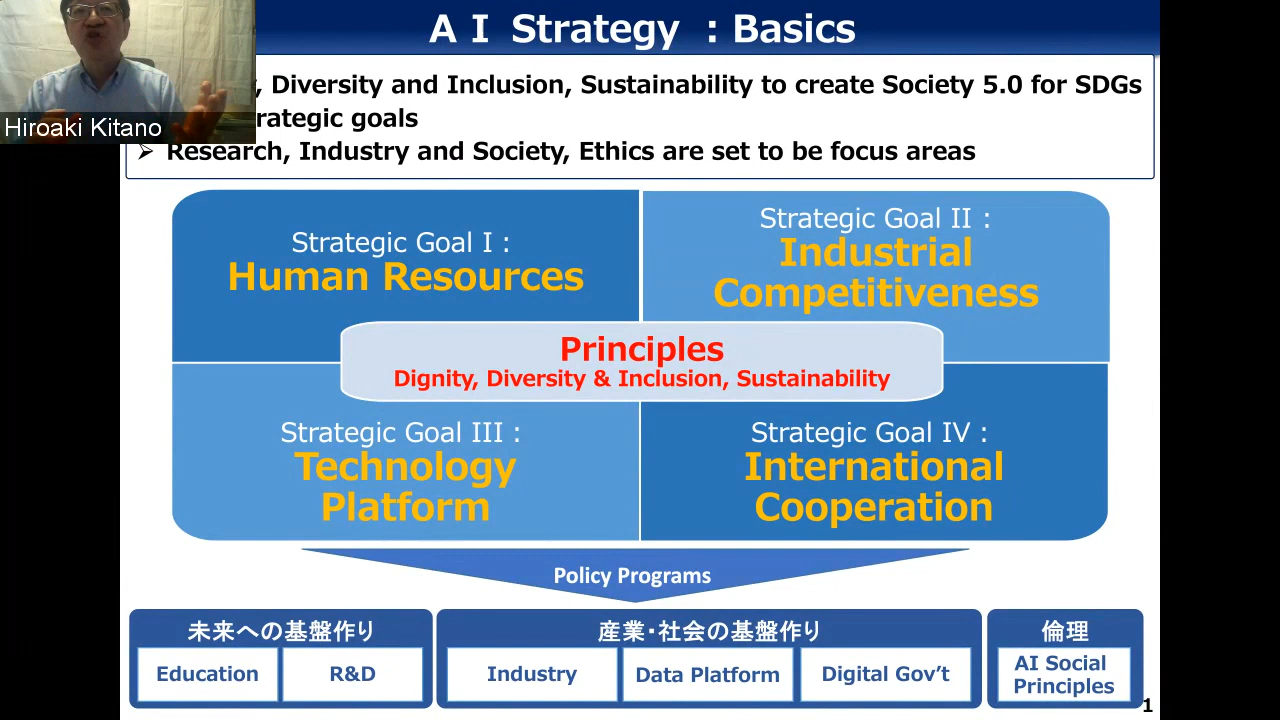 ＡＩ Strategy ：Basics
, Diversity and Inclusion, Sustainability to create Society 5.0 for SDGs
rategic goals
➢ Research, Industry and Society, Ethics are set to be focus areas
Hiroaki Kitano
Strategic Goal I :
Human Resources
Strategic Goal II :
Industrial
Competitiveness
Principles
Dignity, Diversity & Inclusion, Sustainability
Strategic Goal III :
Technology
Platform
Strategic Goal IV :
International
Cooperation
Policy Programs
未来への基盤作り
Education
R&D
産業・社会の基盤作り
Industry
Data Platform
Digital Gov’t
倫理
AI Social
Principles
1